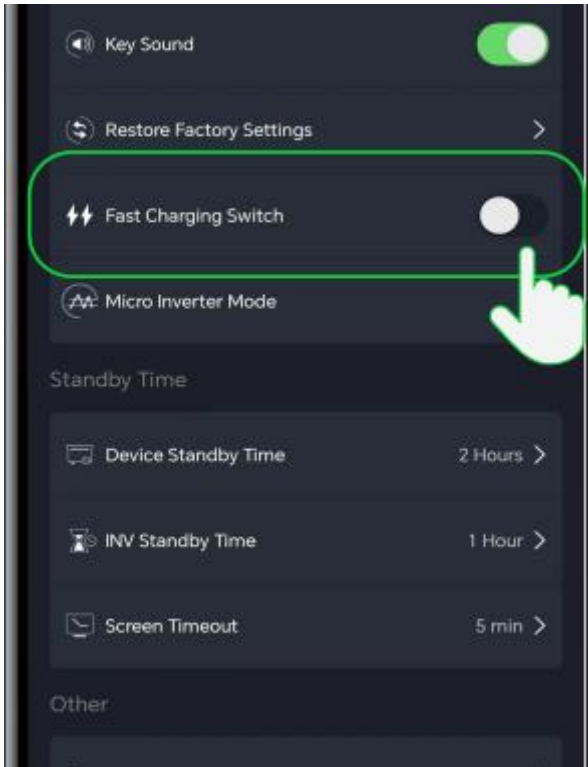 Key Sound
Restore Factory Settings
Fast Charging Switch
Micro Inverter Mode
Standby Time
Device Standby Time 2 Hours
INV Standby Time 1 Hour
Screen Timeout 5 min
Other